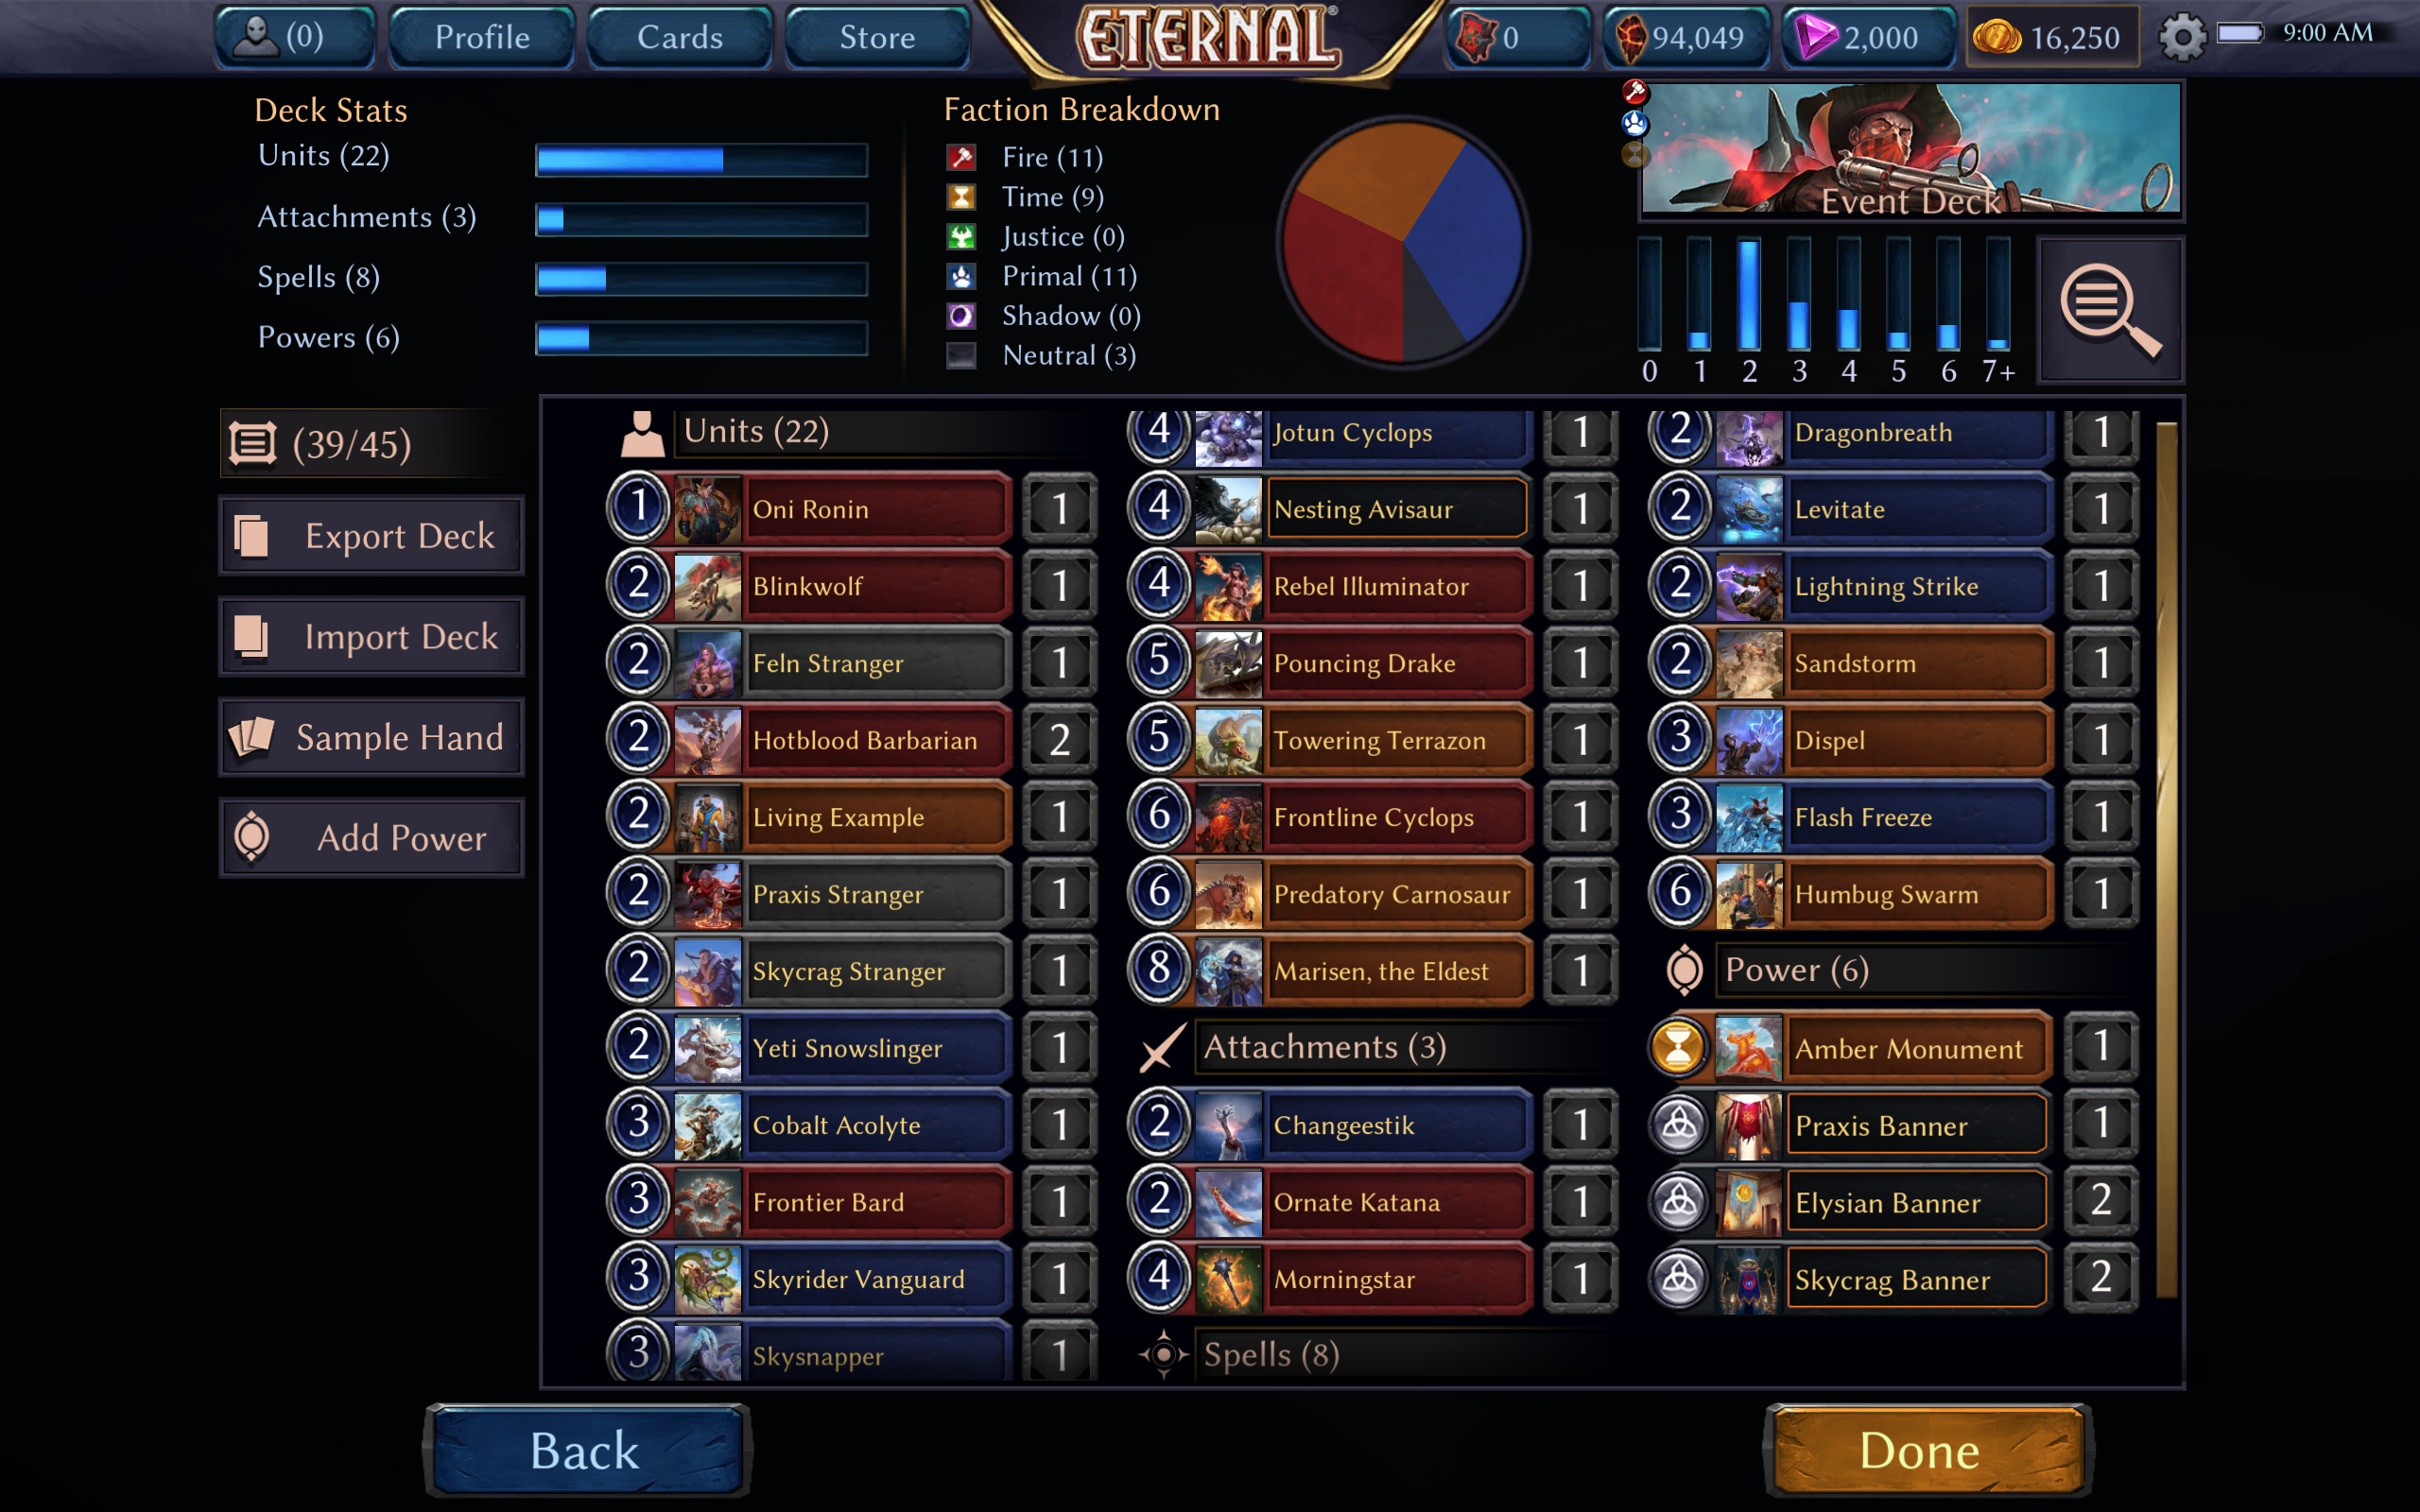 (0)
Profile
Cards
Store
ETERNAL
0
94,049
2,000
16,250
9:00 AM
Deck Stats
Units (22)
Attachments (3)
Spells (8)
Powers (6)
Faction Breakdown
Fire (11)
Time (9)
Justice (0)
Primal (11)
Shadow (0)
Neutral (3)
Event Deck
0 1 2 3 4 5 6 7+
(39/45)
Export Deck
Import Deck
Sample Hand
Add Power
Units (22)
1 Oni Ronin 1
2 Blinkwolf 1
2 Feln Stranger 1
2 Hotblood Barbarian 2
2 Living Example 1
2 Praxis Stranger 1
2 Skycrag Stranger 1
2 Yeti Snowslinger 1
3 Cobalt Acolyte 1
3 Frontier Bard 1
3 Skyrider Vanguard 1
3 Skysnapper 1
4 Jotun Cyclops 1
4 Nesting Avisaur 1
4 Rebel Illuminator 1
5 Pouncing Drake 1
5 Towering Terrazon 1
6 Frontline Cyclops 1
6 Predatory Carnosaur 1
8 Marisen, the Eldest 1
Attachments (3)
2 Changeestik 1
2 Ornate Katana 1
4 Morningstar 1
Spells (8)
2 Dragonbreath 1
2 Levitate 1
2 Lightning Strike 1
2 Sandstorm 1
3 Dispel 1
3 Flash Freeze 1
6 Humbug Swarm 1
Power (6)
Amber Monument 1
Praxis Banner 1
Elysian Banner 2
Skycrag Banner 2
Back
Done